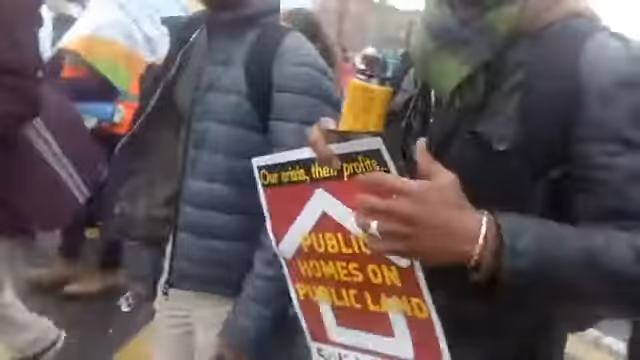 Our crisis, their profits...
PUBLIC
HOMES ON
PUBLIC LAND